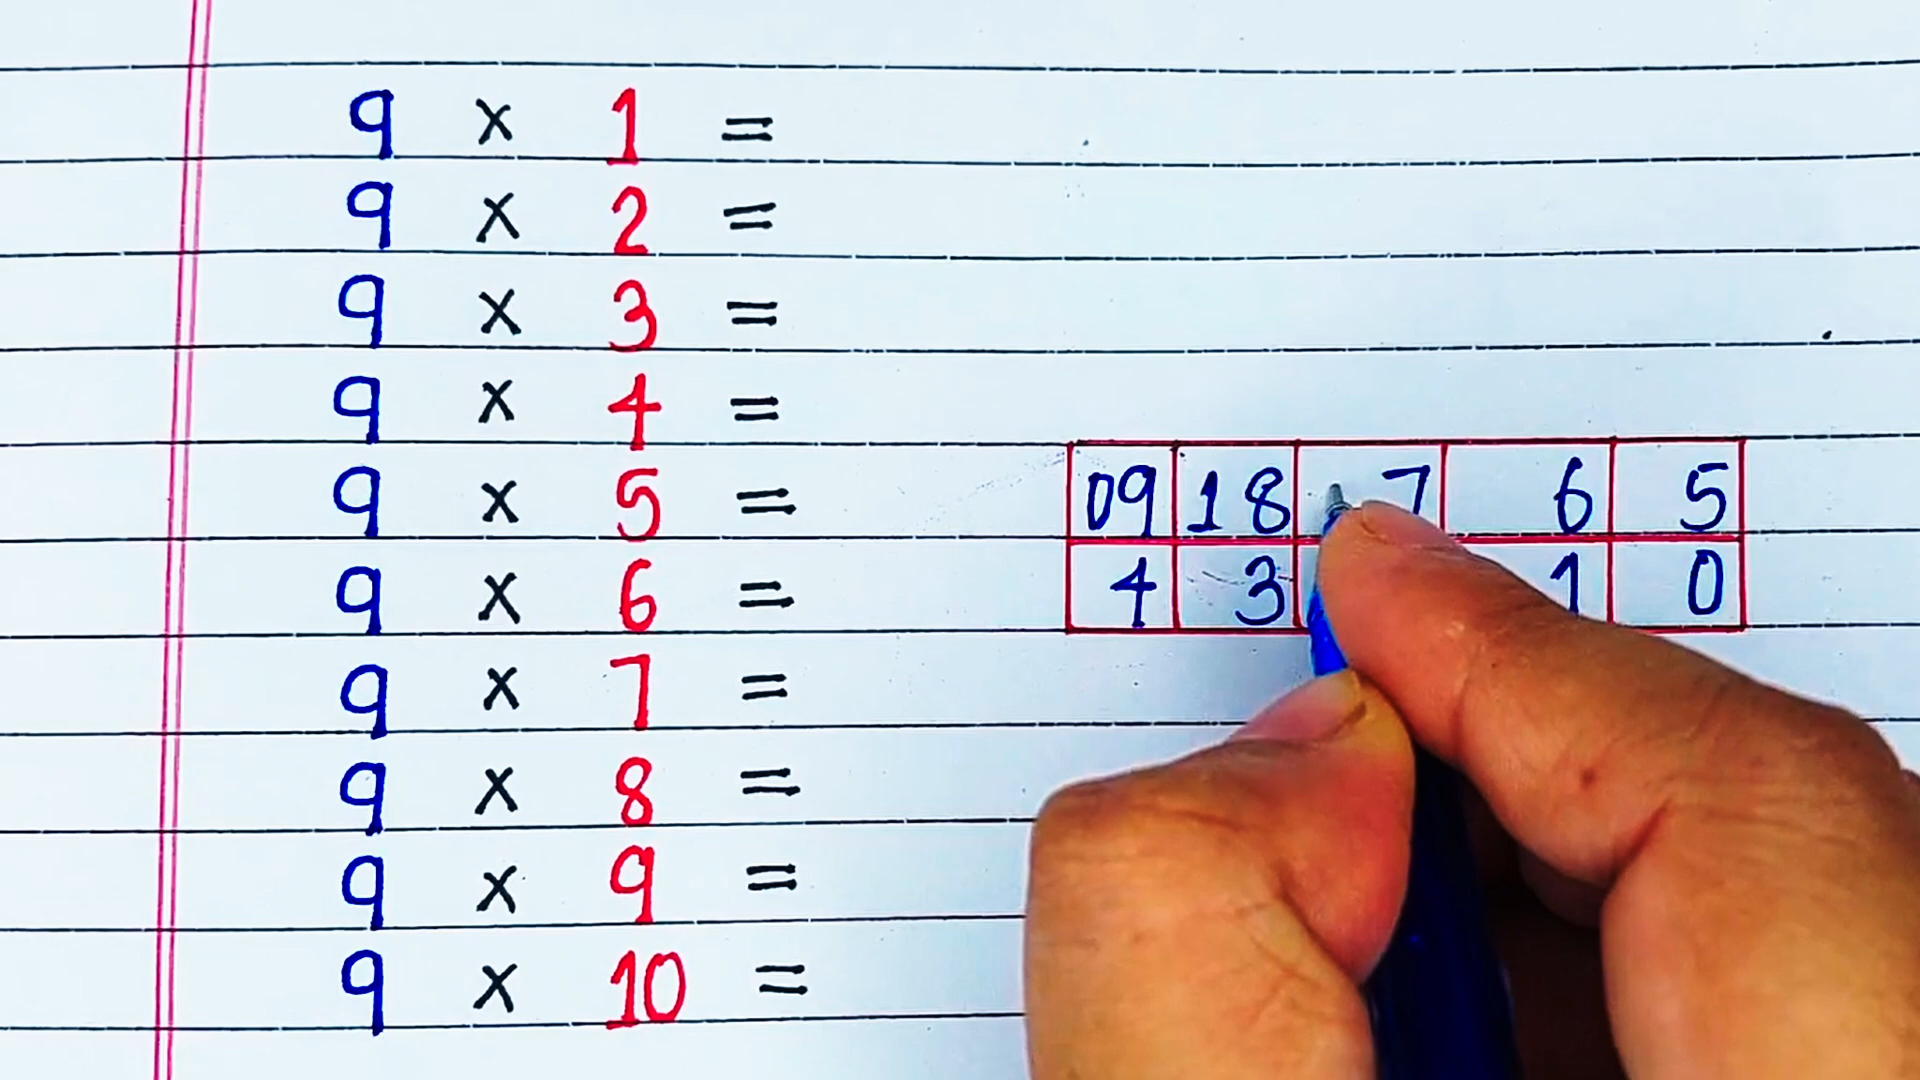 9 × 1 =
9 × 2 =
9 × 3 =
9 × 4 =
9 × 5 =
9 × 6 =
9 × 7 =
9 × 8 =
9 × 9 =
9 × 10 =
09 18 7 6 5
4 3 1 0